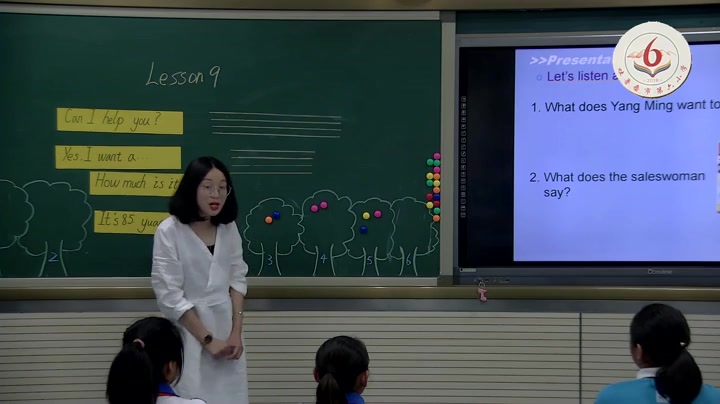 Lesson 9
Can I help you?
Yes. I want a...
How much is it
It's 85 yuan
2
3
4
5
6
>>Presenta
Let's listen a
1. What does Yang Ming want to
2. What does the saleswoman
say?
6
2016